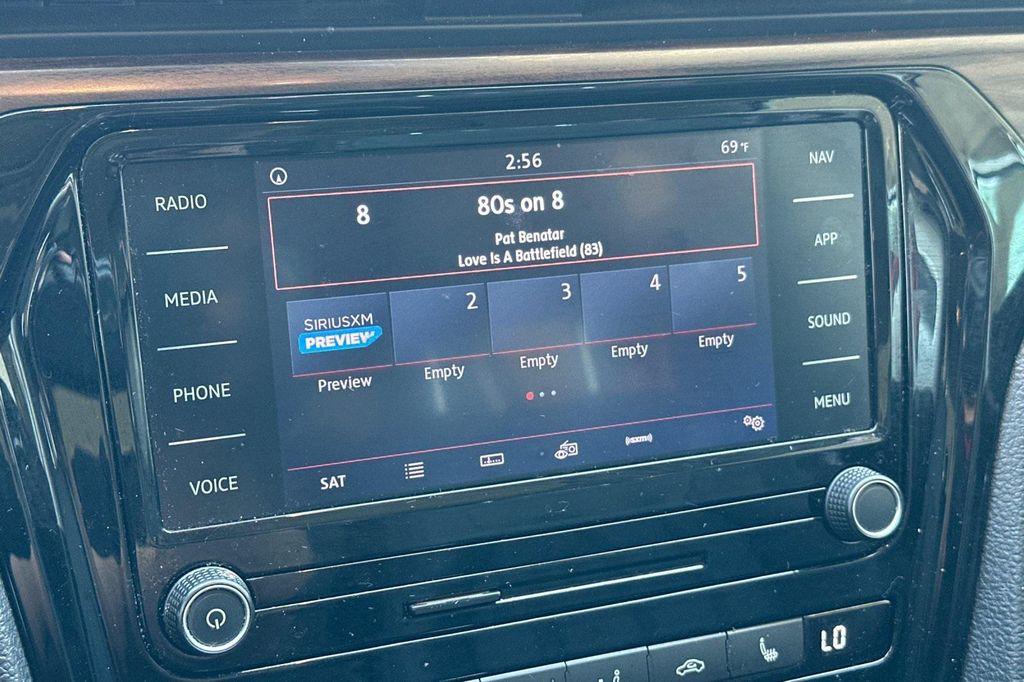 2:56
69°F
8
80s on 8
Pat Benatar
Love Is A Battlefield (83)
RADIO
MEDIA
PHONE
VOICE
SIRIUSXM
PREVIEW
2
3
4
5
Preview
Empty
Empty
Empty
Empty
SAT
((sxm))
NAV
APP
SOUND
MENU
LO